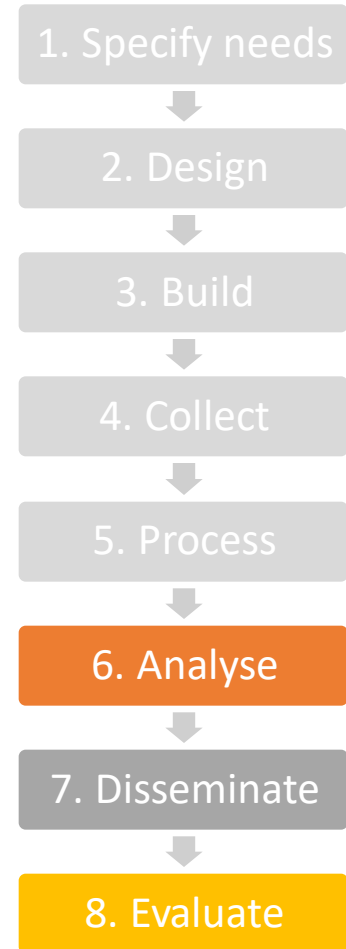 1. Specify needs
2. Design
3. Build
4. Collect
5. Process
6. Analyse
7. Disseminate
8. Evaluate